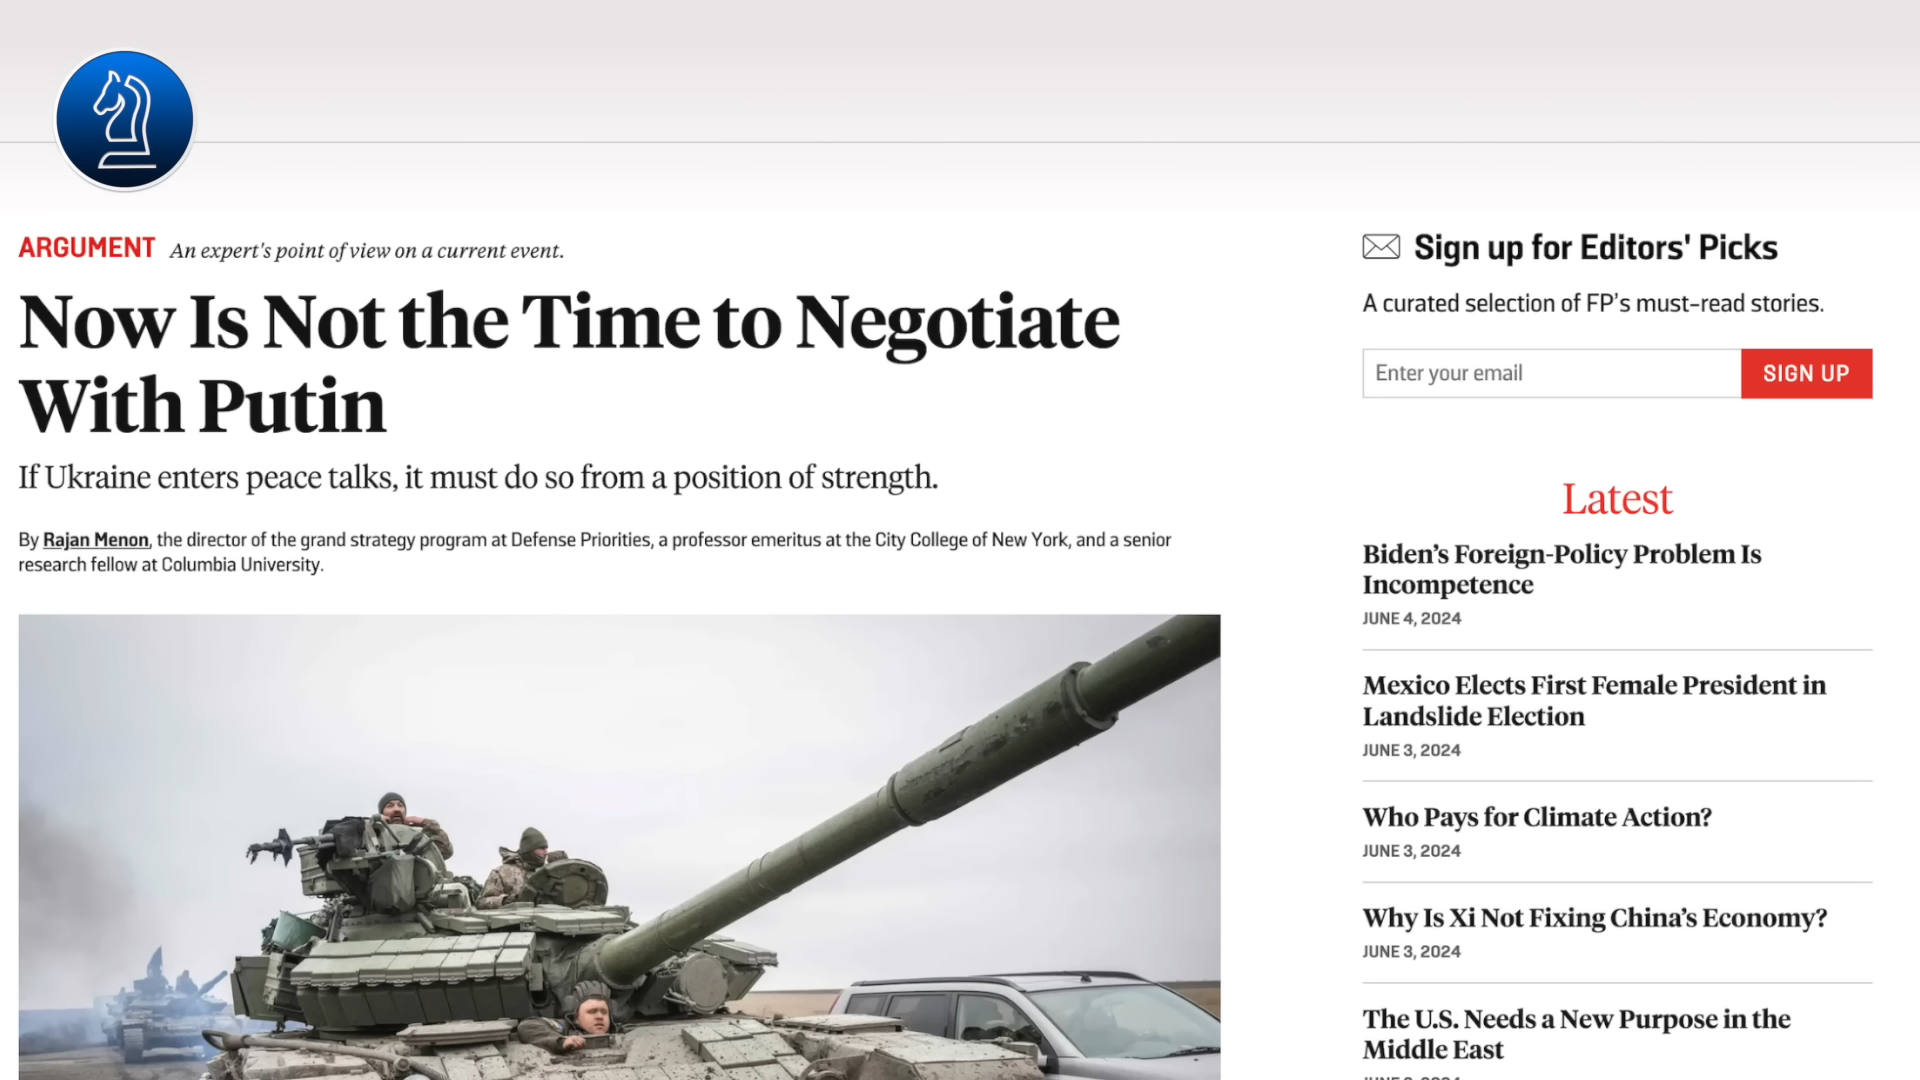 ARGUMENT An expert's point of view on a current event.
Now Is Not the Time to Negotiate
With Putin
If Ukraine enters peace talks, it must do so from a position of strength.
By Rajan Menon, the director of the grand strategy program at Defense Priorities, a professor emeritus at the City College of New York, and a senior
research fellow at Columbia University.
Sign up for Editors' Picks
A curated selection of FP's must-read stories.
Enter your email SIGN UP
Latest
Biden's Foreign-Policy Problem Is
Incompetence
JUNE 4, 2024
Mexico Elects First Female President in
Landslide Election
JUNE 3, 2024
Who Pays for Climate Action?
JUNE 3, 2024
Why Is Xi Not Fixing China's Economy?
JUNE 3, 2024
The U.S. Needs a New Purpose in the
Middle East